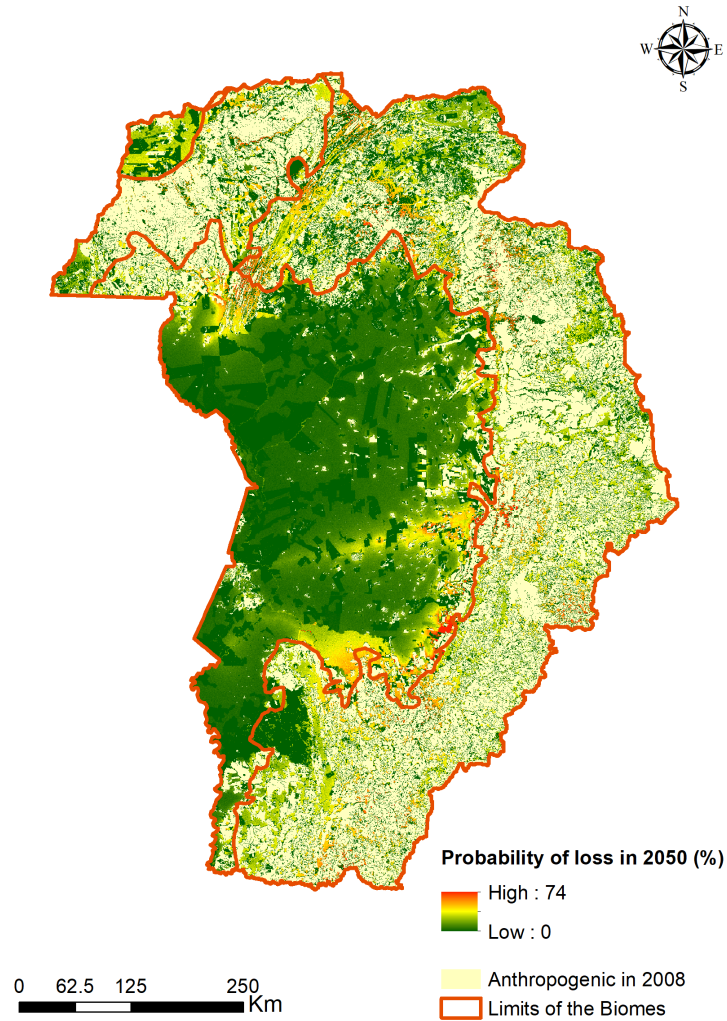 N
W E
S
Probability of loss in 2050 (%)
High : 74
Low : 0
0 62.5 125 250
Km
Anthropogenic in 2008
Limits of the Biomes